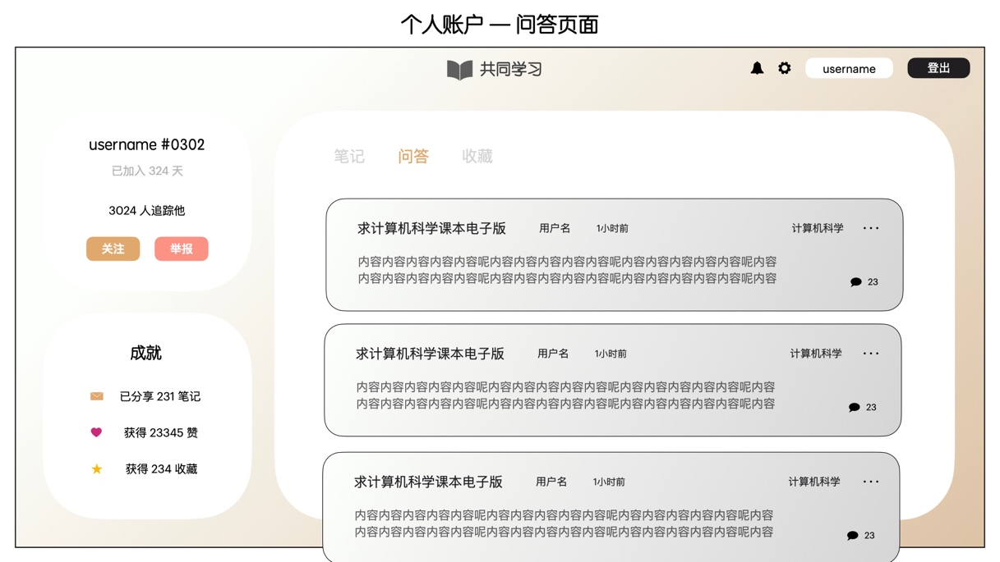 个人账户 — 问答页面
共同学习
username
登出
username #0302
已加入 324 天
3024 人追踪他
关注
举报
成就
已分享 231 笔记
获得 23345 赞
获得 234 收藏
笔记
问答
收藏
求计算机科学课本电子版 用户名 1小时前 计算机科学 ···
内容内容内容内容内容呢内容内容内容内容内容呢内容内容内容内容内容呢内容
内容内容内容内容内容呢内容内容内容内容内容呢内容内容内容内容内容呢内容
23
求计算机科学课本电子版 用户名 1小时前 计算机科学 ···
内容内容内容内容内容呢内容内容内容内容内容呢内容内容内容内容内容呢内容
内容内容内容内容内容呢内容内容内容内容内容呢内容内容内容内容内容呢内容
23
求计算机科学课本电子版 用户名 1小时前 计算机科学 ···
内容内容内容内容内容呢内容内容内容内容内容呢内容内容内容内容内容呢内容
内容内容内容内容内容呢内容内容内容内容内容呢内容内容内容内容内容呢内容
23